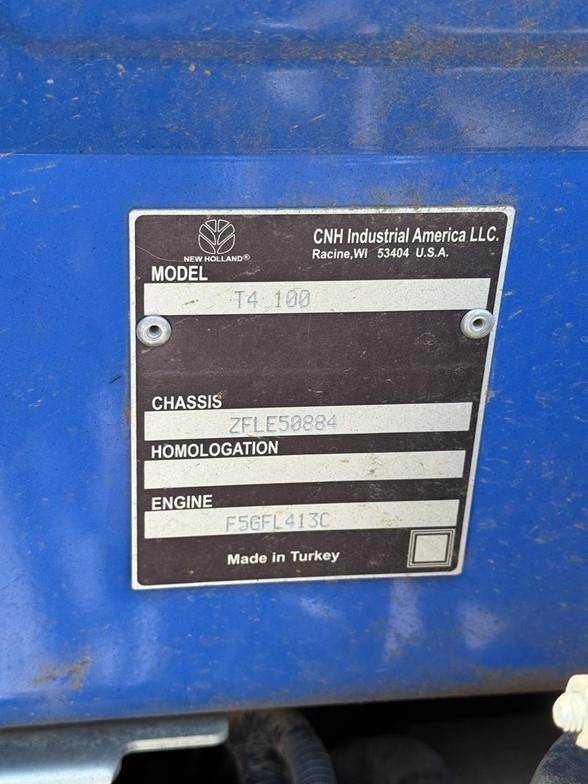 NEW HOLLAND®
CNH Industrial America LLC.
Racine,WI 53404 U.S.A.
MODEL
T4 100
CHASSIS
ZFLE50884
HOMOLOGATION
ENGINE
F5GFL413C
Made in Turkey